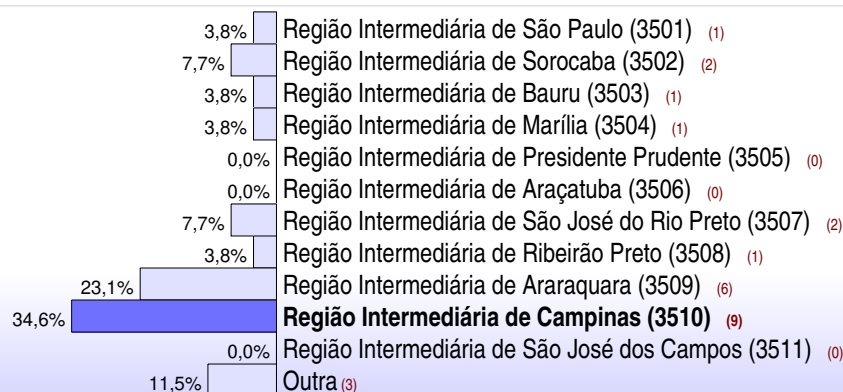 3,8% Região Intermediária de São Paulo (3501) (1)
7,7% Região Intermediária de Sorocaba (3502) (2)
3,8% Região Intermediária de Bauru (3503) (1)
3,8% Região Intermediária de Marília (3504) (1)
0,0% Região Intermediária de Presidente Prudente (3505) (0)
0,0% Região Intermediária de Araçatuba (3506) (0)
7,7% Região Intermediária de São José do Rio Preto (3507) (2)
3,8% Região Intermediária de Ribeirão Preto (3508) (1)
23,1% Região Intermediária de Araraquara (3509) (6)
34,6% Região Intermediária de Campinas (3510) (9)
0,0% Região Intermediária de São José dos Campos (3511) (0)
11,5% Outra (3)